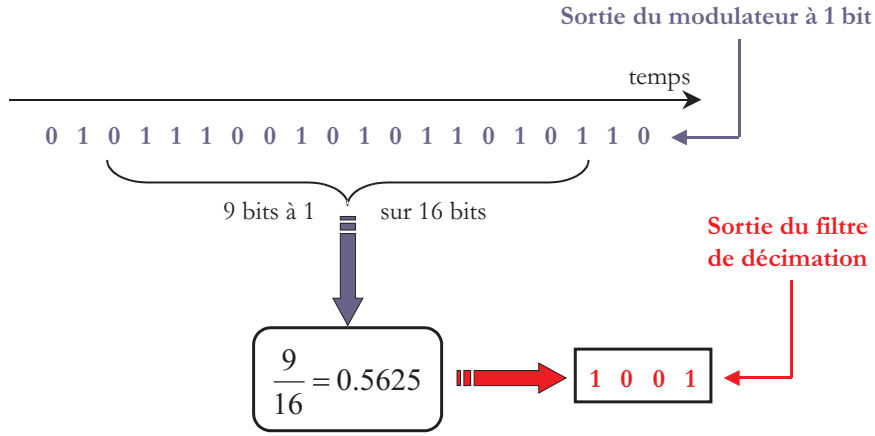 Sortie du modulateur à 1 bit
temps
0 1 0 1 1 1 0 0 1 0 1 0 1 1 0 1 0 1 1 0
9 bits à 1 sur 16 bits
Sortie du filtre
de décimation
9
16
= 0.5625
1 0 0 1